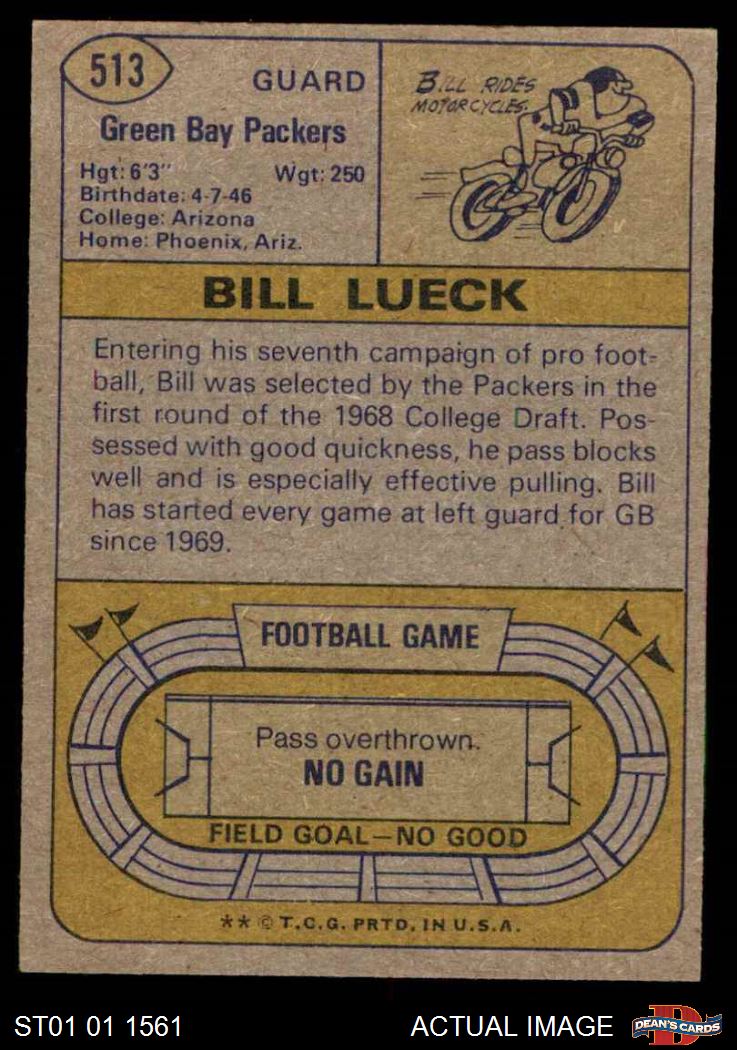 513
GUARD
Green Bay Packers
Hgt: 6'3" Wgt: 250
Birthdate: 4-7-46
College: Arizona
Home: Phoenix, Ariz.
BILL RIDES
MOTORCYCLES.
BILL LUECK
Entering his seventh campaign of pro foot-
ball, Bill was selected by the Packers in the
first round of the 1968 College Draft. Pos-
sessed with good quickness, he pass blocks
well and is especially effective pulling. Bill
has started every game at left guard for GB
since 1969.
FOOTBALL GAME
Pass overthrown.
NO GAIN
FIELD GOAL—NO GOOD
** © T.C.G. PRTD. IN U.S.A.
ST01 01 1561
ACTUAL IMAGE
DEAN'S CARDS